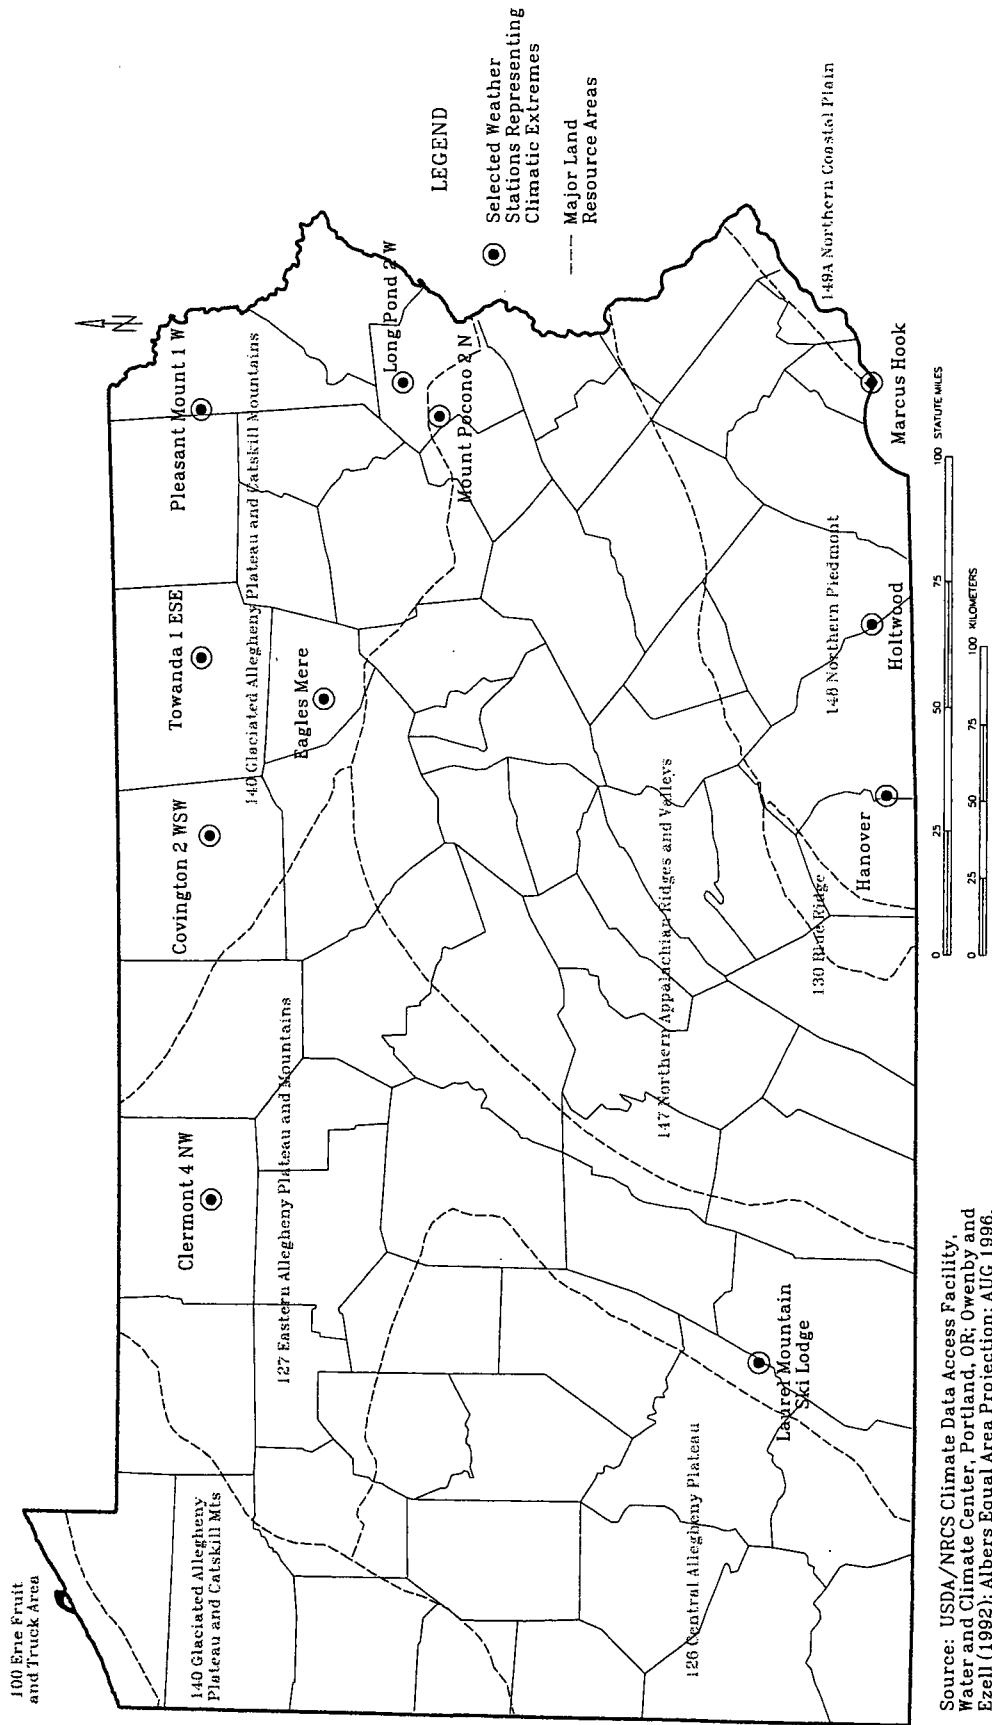 100 Erie Fruit
and Truck Area
140 Glaciated Allegheny
Plateau and Catskill Mts
Clermont 4 NW
127 Eastern Allegheny Plateau and Mountains
Covington 2 WSW
Towanda 1 ESE
140 Glaciated Allegheny Plateau and Catskill Mountains
Eagles Mere
Pleasant Mount 1 W
N
Long Pond 2 W
Mount Pocono 2 N
LEGEND
Selected Weather
Stations Representing
Climatic Extremes
Major Land
Resource Areas
126 Central Allegheny Plateau
Laurel Mountain
Ski Lodge
147 Northern Appalachian Ridges and Valleys
130 Blue Ridge
Hanover
148 Northern Piedmont
Holtwood
149A Northern Coastal Plain
Marcus Hook
0 25 50 75 100 STATUTE MILES
0 25 50 75 100 KILOMETERS
Source: USDA/NRCS Climate Data Access Facility,
Water and Climate Center, Portland, OR; Owenby and
Ezell (1992); Albers Equal Area Projection; AUG 1996.